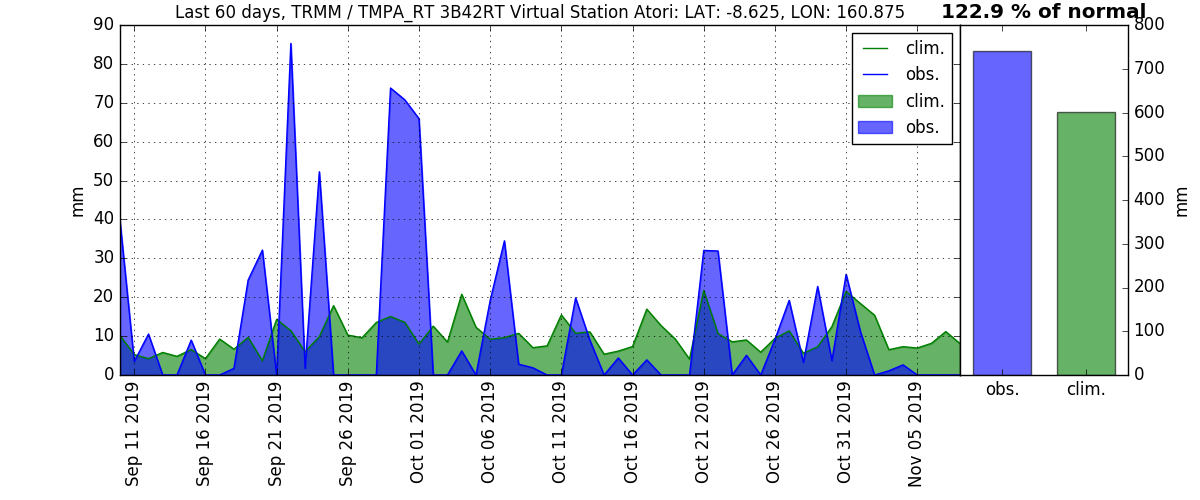 Last 60 days, TRMM / TMPA_RT 3B42RT Virtual Station Atori: LAT: -8.625, LON: 160.875
122.9 % of normal
90
80
70
60
50
40
30
20
10
0
mm
clim.
obs.
clim.
obs.
Sep 11 2019
Sep 16 2019
Sep 21 2019
Sep 26 2019
Oct 01 2019
Oct 06 2019
Oct 11 2019
Oct 16 2019
Oct 21 2019
Oct 26 2019
Oct 31 2019
Nov 05 2019
obs.
clim.
800
700
600
500
400
300
200
100
0
mm